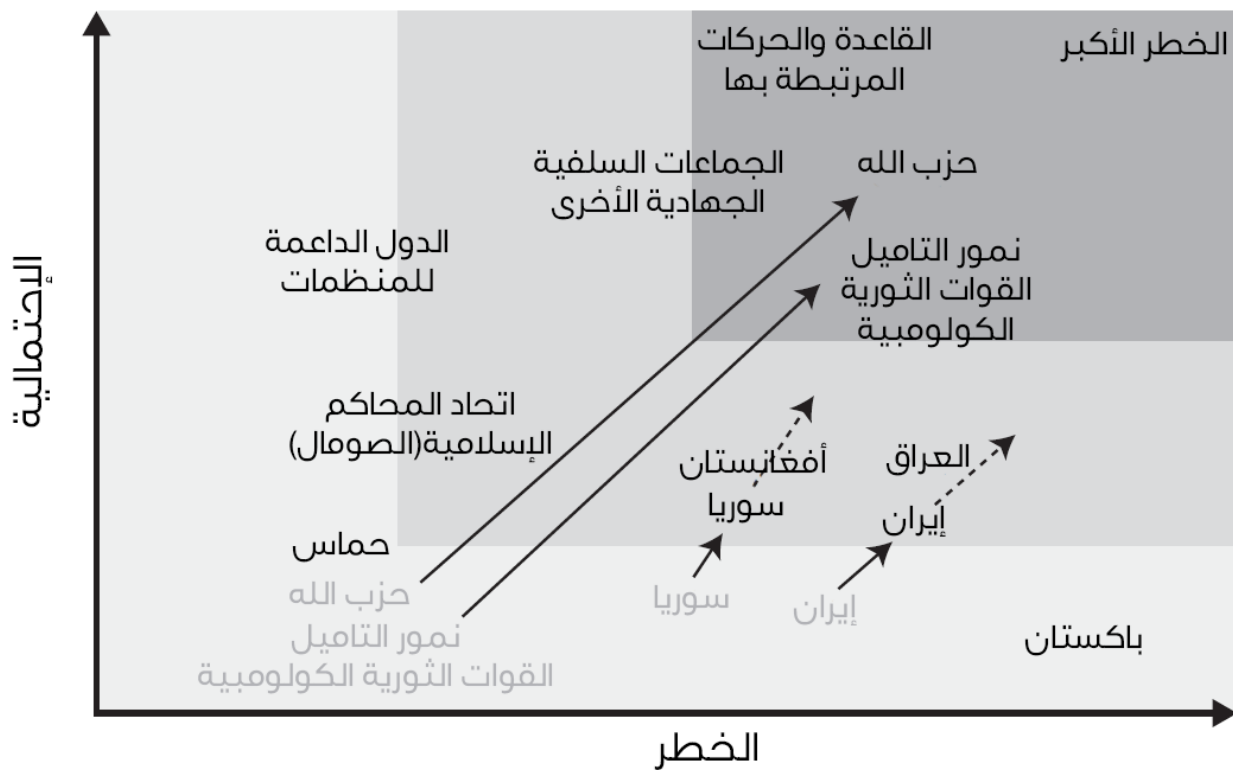 الخطر الأكبر
القاعدة والحركات
المرتبطة بها
حزب الله
الجماعات السلفية
الجهادية الأخرى
نمور التاميل
القوات الثورية
الكولومبية
الدول الداعمة
للمنظمات
الإحتمالية
اتحاد المحاكم
الإسلامية(الصومال)
العراق
أفغانستان
إيران
سوريا
حماس
حزب الله
سوريا
إيران
نمور التاميل
القوات الثورية الكولومبية
باكستان
الخطر